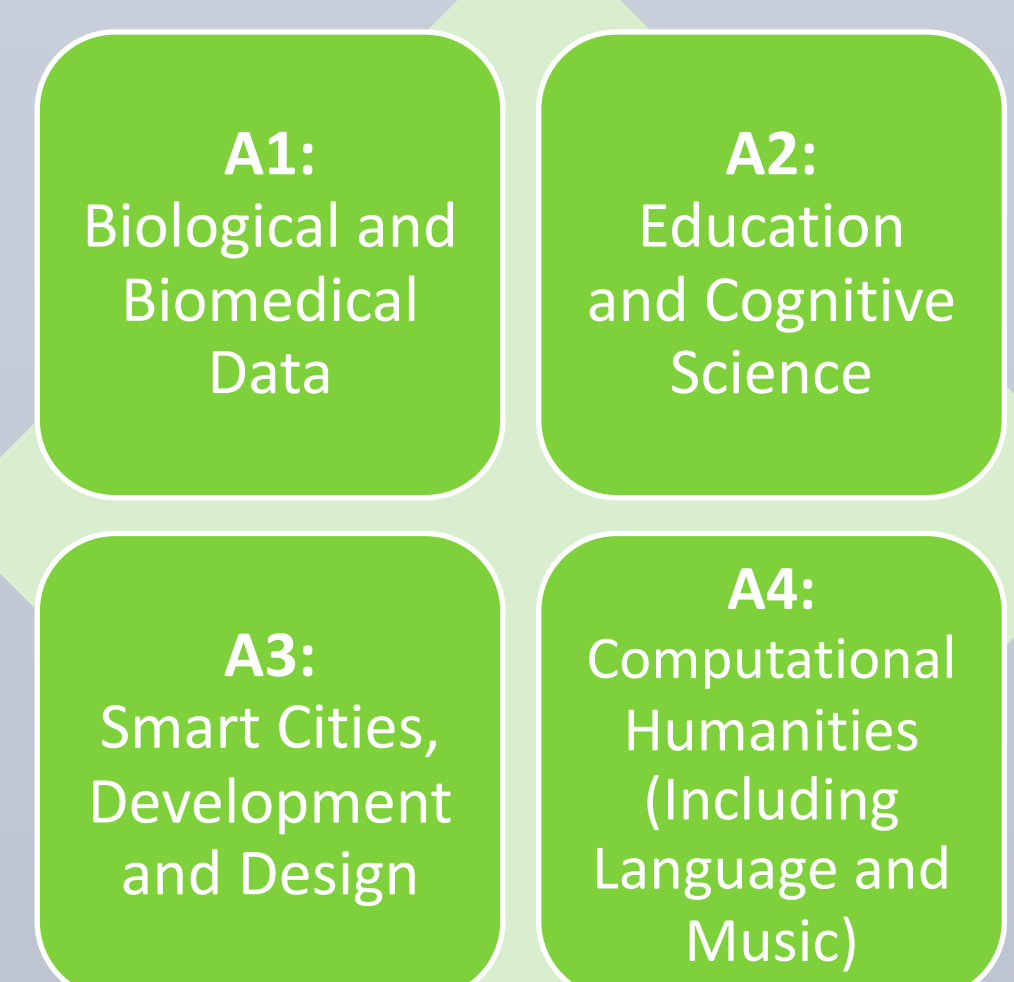 A1:
Biological and
Biomedical
Data
A2:
Education
and Cognitive
Science
A3:
Smart Cities,
Development
and Design
A4:
Computational
Humanities
(Including
Language and
Music)